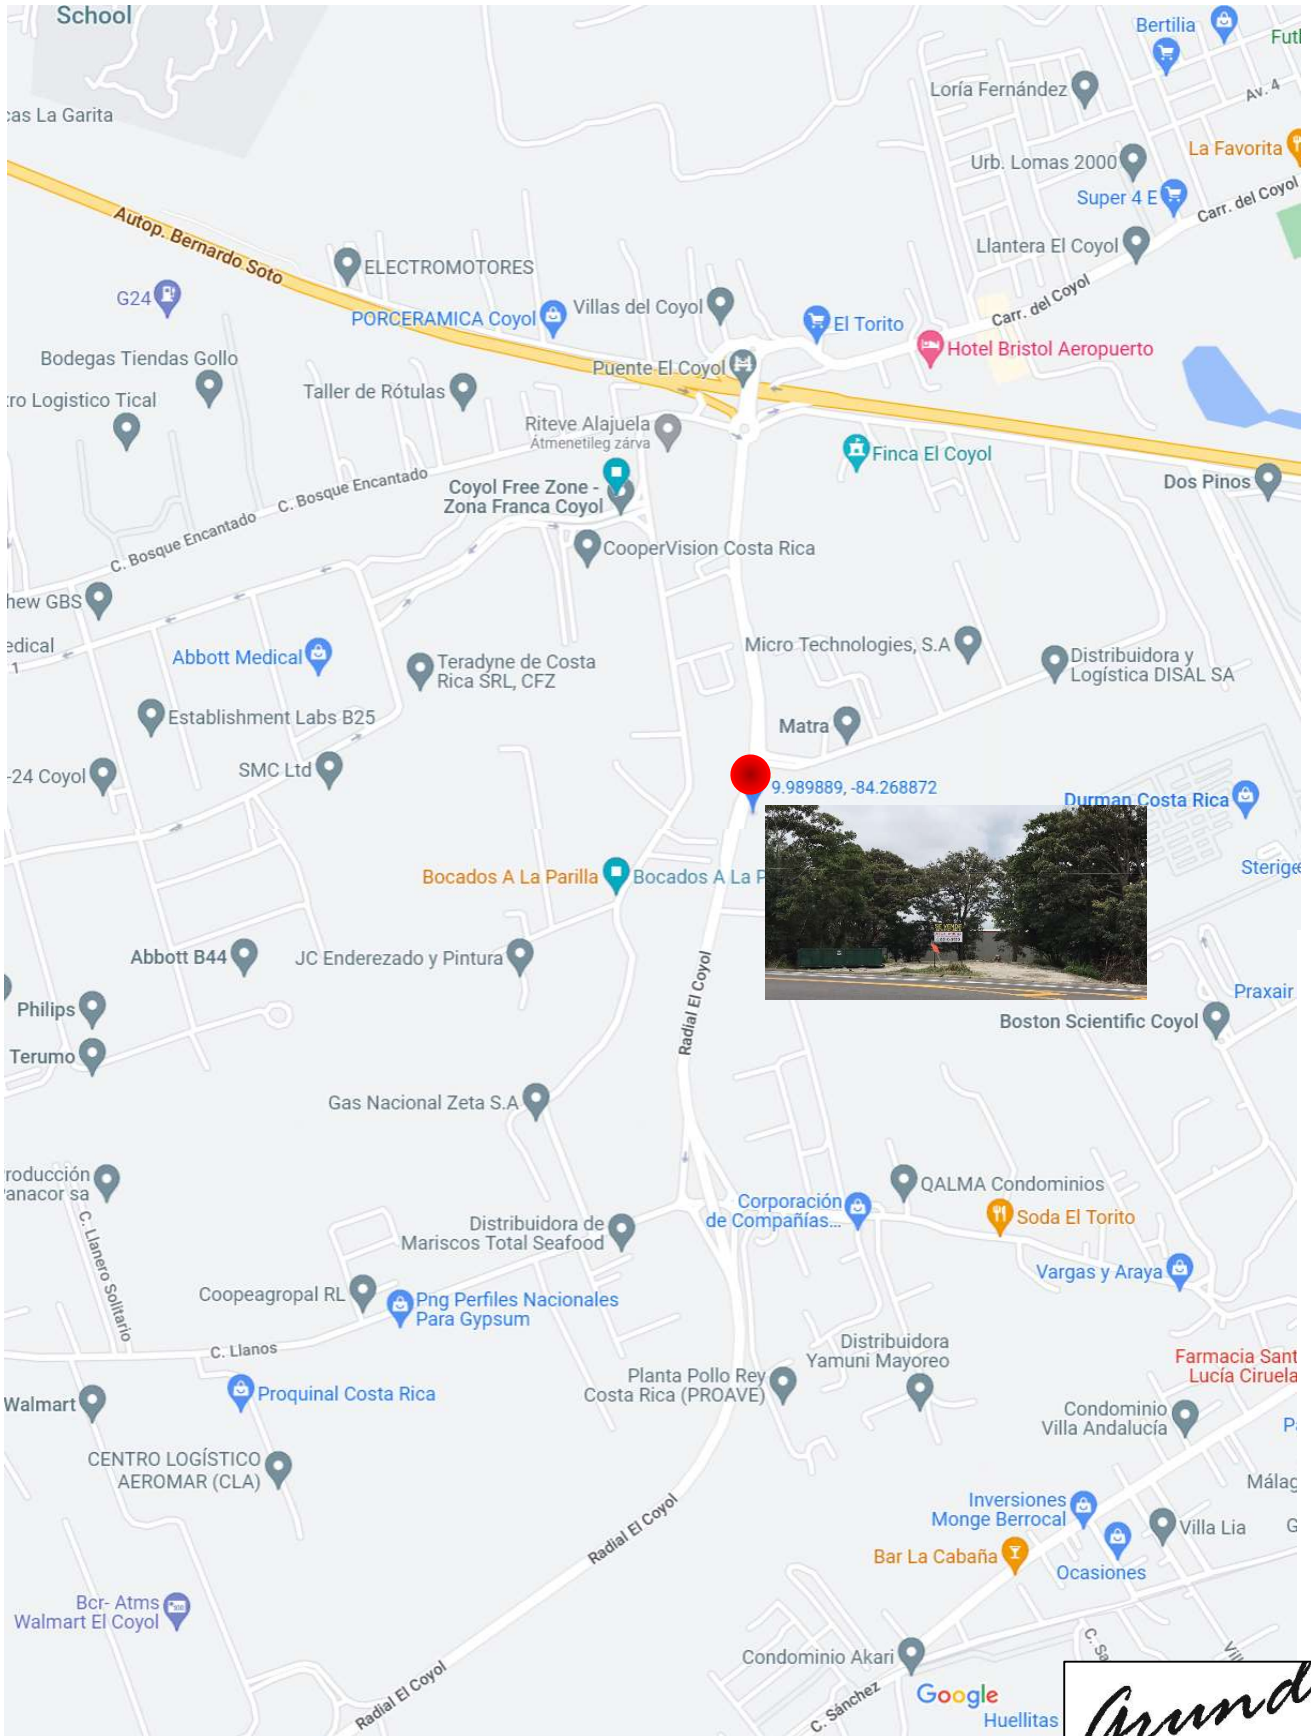 School
Bertilia
Futl
Loría Fernández
Av. 4
cas La Garita
La Favorita
Urb. Lomas 2000
Super 4 E
Carr. del Coyol
Autop. Bernardo Soto
Llantera El Coyol
ELECTROMOTORES
G24
Villas del Coyol
PORCERAMICA Coyol
El Torito
Carr. del Coyol
Hotel Bristol Aeropuerto
Bodegas Tiendas Gollo
Puente El Coyol
Taller de Rótulas
ro Logistico Tical
Riteve Alajuela
Átmenetileg zárva
Finca El Coyol
C. Bosque Encantado
Coyol Free Zone -
Zona Franca Coyol
Dos Pinos
C. Bosque Encantado
CooperVision Costa Rica
hew GBS
edical
1
Abbott Medical
Micro Technologies, S.A
Teradyne de Costa
Rica SRL, CFZ
Distribuidora y
Logística DISAL SA
Establishment Labs B25
Matra
-24 Coyol
SMC Ltd
9.989889, -84.268872
Durman Costa Rica
Bocados A La Parilla
Bocados A La P
Sterige
SE VENDE
Abbott B44
JC Enderezado y Pintura
Radial El Coyol
Philips
Praxair
Boston Scientific Coyol
Terumo
Gas Nacional Zeta S.A
roducción
anacor sa
QALMA Condominios
Corporación
de Compañías...
Soda El Torito
C. Llanero Solitario
Distribuidora de
Mariscos Total Seafood
Vargas y Araya
Coopeagropal RL
Png Perfiles Nacionales
Para Gypsum
C. Llanos
Distribuidora
Yamuni Mayoreo
Farmacia Sant
Lucía Ciruela
Planta Pollo Rey
Costa Rica (PROAVE)
Walmart
Proquinal Costa Rica
Condominio
Villa Andalucía
P
CENTRO LOGÍSTICO
AEROMAR (CLA)
Málag
Inversiones
Monge Berrocal
Villa Lia
G
Radial El Coyol
Bar La Cabaña
Ocasiones
Bcr- Atms
Walmart El Coyol
C. Sa
Vill
Condominio Akari
Radial El Coyol
C. Sánchez
Google
Huellitas
Grund